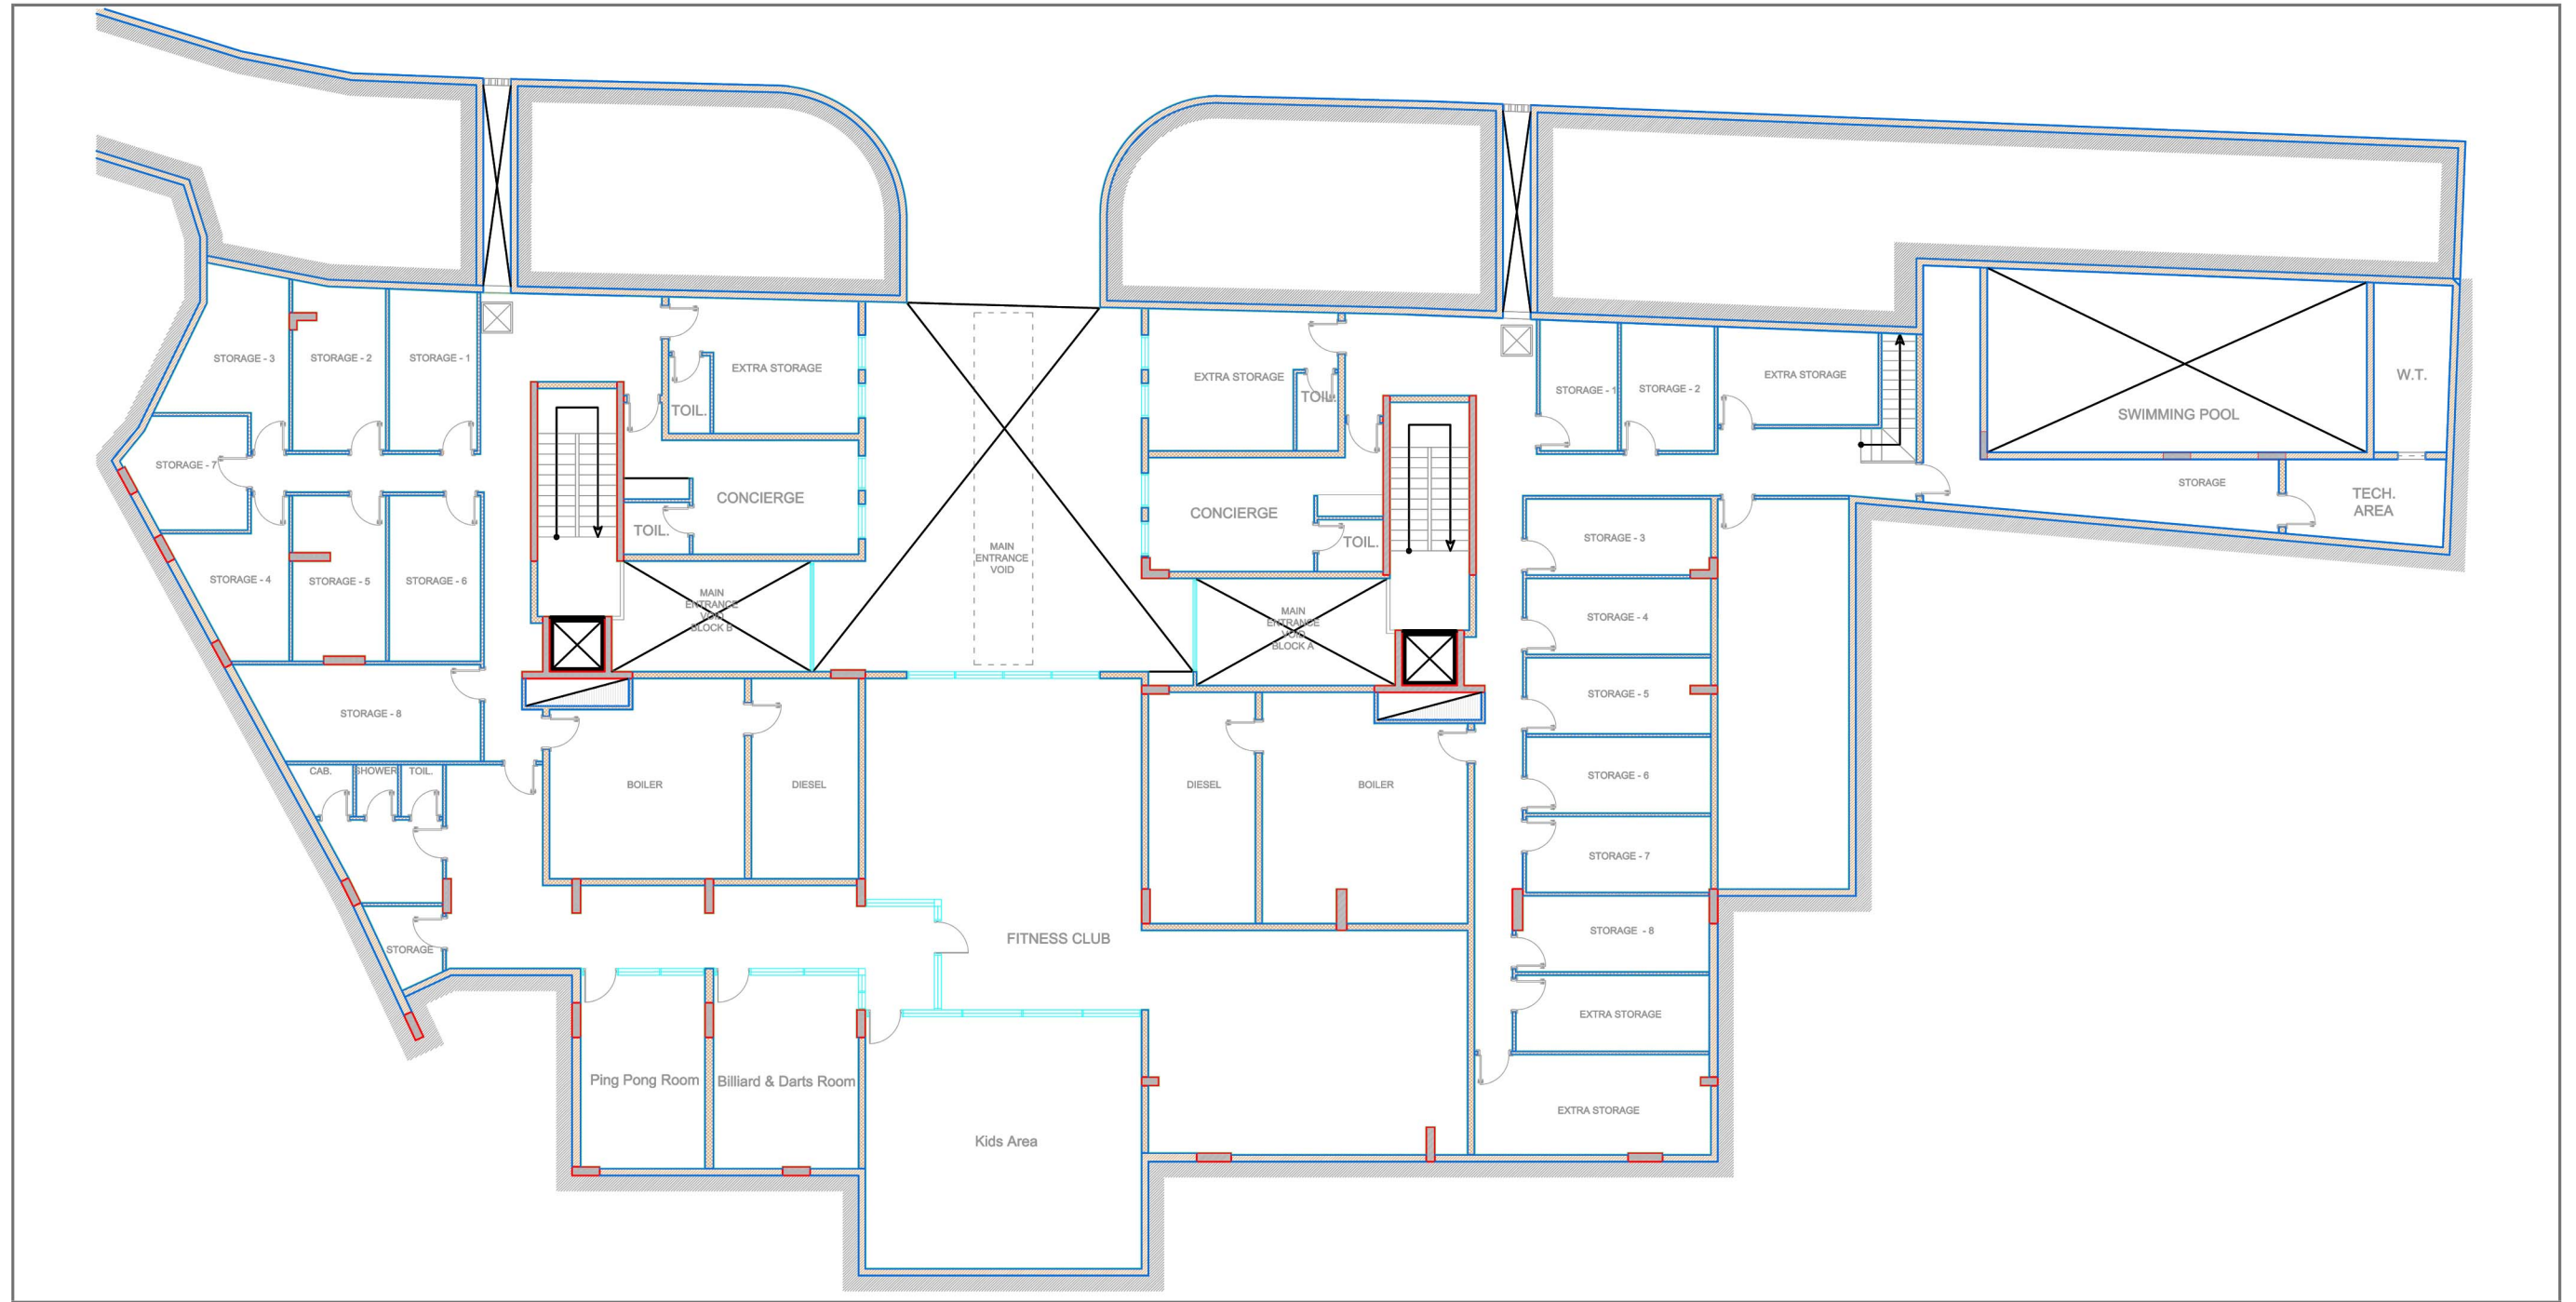 STORAGE - 3
STORAGE - 2
STORAGE - 1
EXTRA STORAGE
TOIL.
STORAGE - 7
CONCIERGE
TOIL.
STORAGE - 4
STORAGE - 5
STORAGE - 6
MAIN
ENTRANCE
VOID
BLOCK B
STORAGE - 8
CAB.
SHOWER
TOIL.
BOILER
DIESEL
STORAGE
Ping Pong Room
Billiard & Darts Room
MAIN
ENTRANCE
VOID
FITNESS CLUB
Kids Area
EXTRA STORAGE
TOIL.
CONCIERGE
TOIL.
MAIN
ENTRANCE
VOID
BLOCK A
DIESEL
BOILER
STORAGE - 1
STORAGE - 2
EXTRA STORAGE
STORAGE - 3
STORAGE - 4
STORAGE - 5
STORAGE - 6
STORAGE - 7
STORAGE - 8
EXTRA STORAGE
EXTRA STORAGE
SWIMMING POOL
W.T.
STORAGE
TECH.
AREA